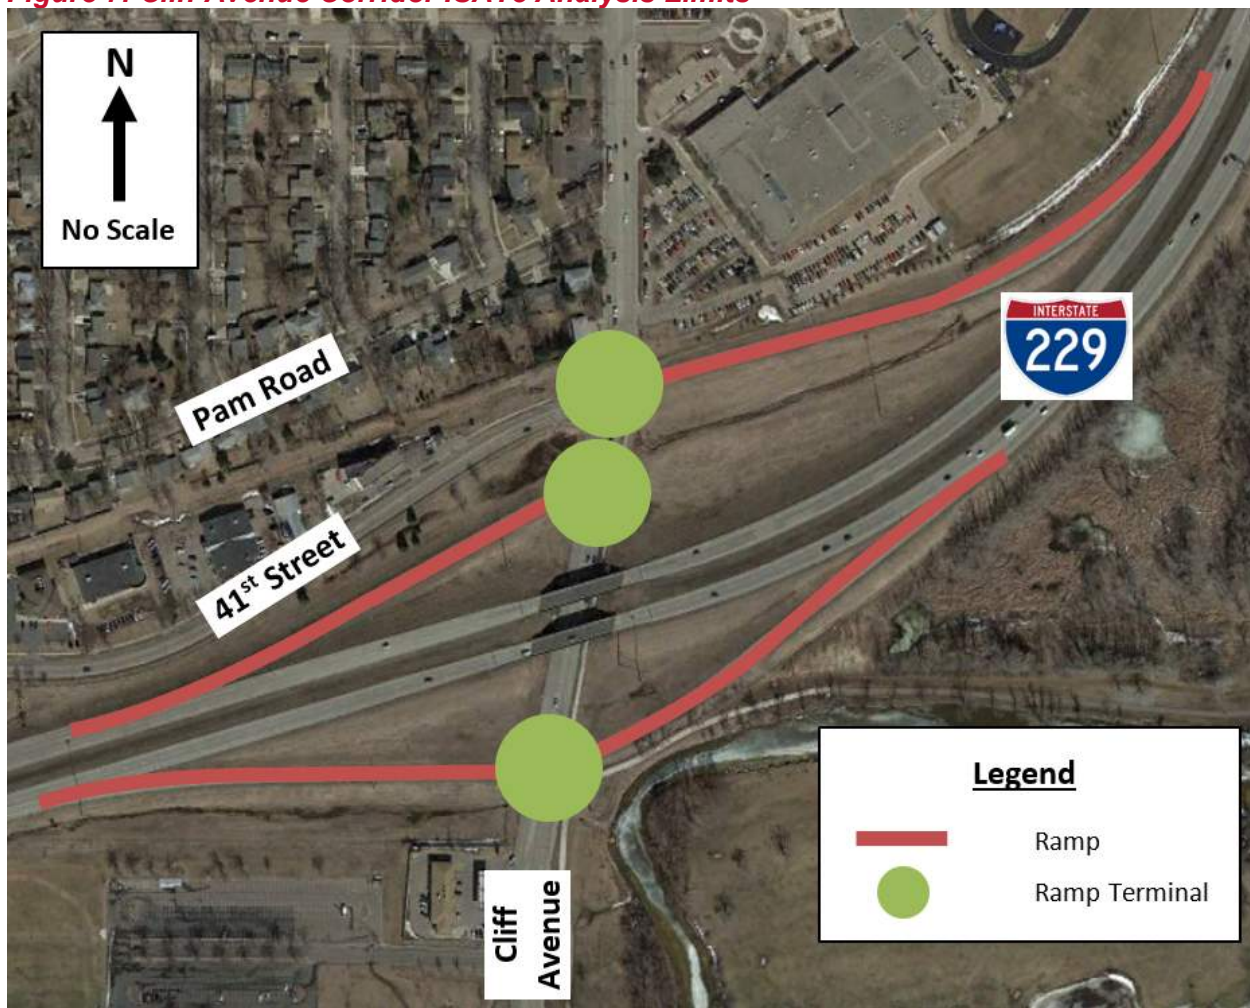 N
No Scale
INTERSTATE
229
Pam Road
41st Street
Cliff
Avenue
Legend
Ramp
Ramp Terminal